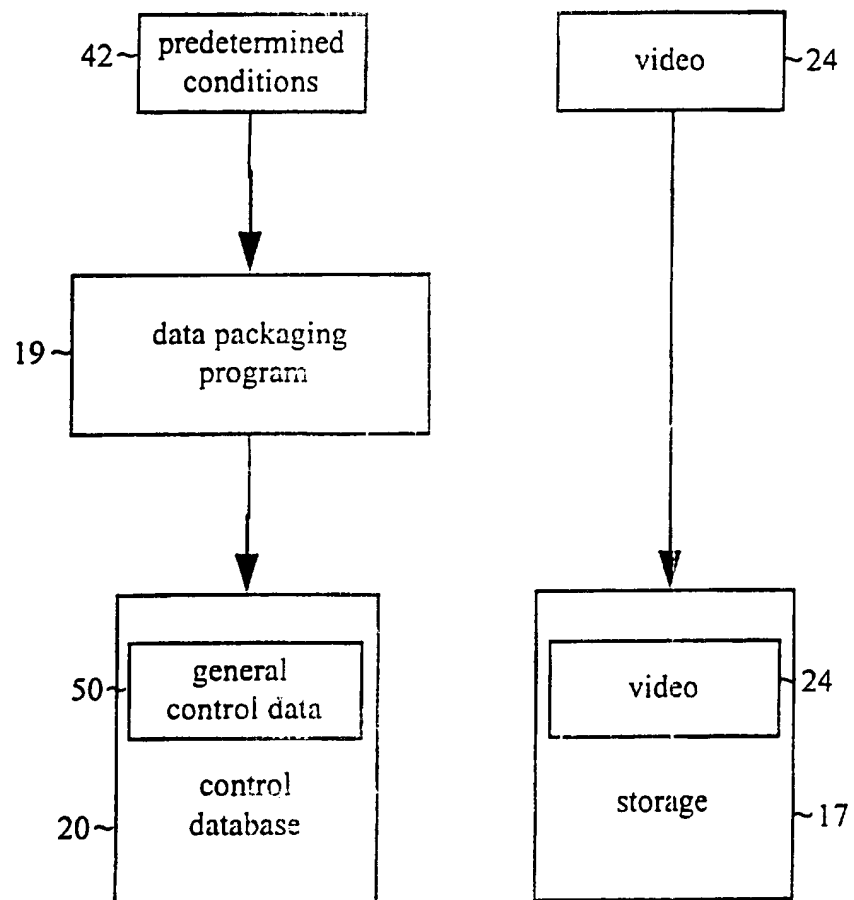 42
predetermined
conditions
video
24
19
data packaging
program
50
general
control data
20
control
database
video
24
storage
17